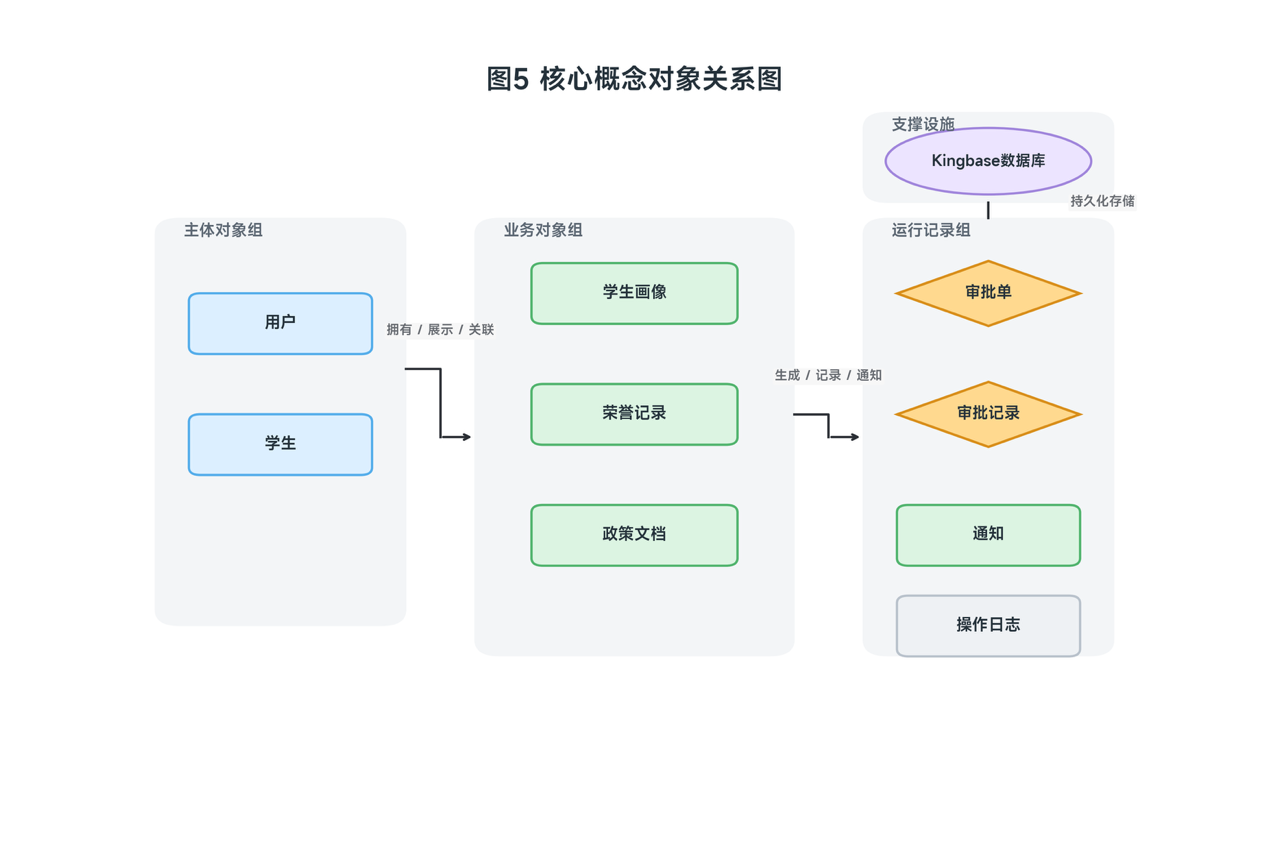 图5 核心概念对象关系图
支撑设施
Kingbase数据库
持久化存储
主体对象组
用户
学生
拥有 / 展示 / 关联
业务对象组
学生画像
荣誉记录
政策文档
生成 / 记录 / 通知
运行记录组
审批单
审批记录
通知
操作日志